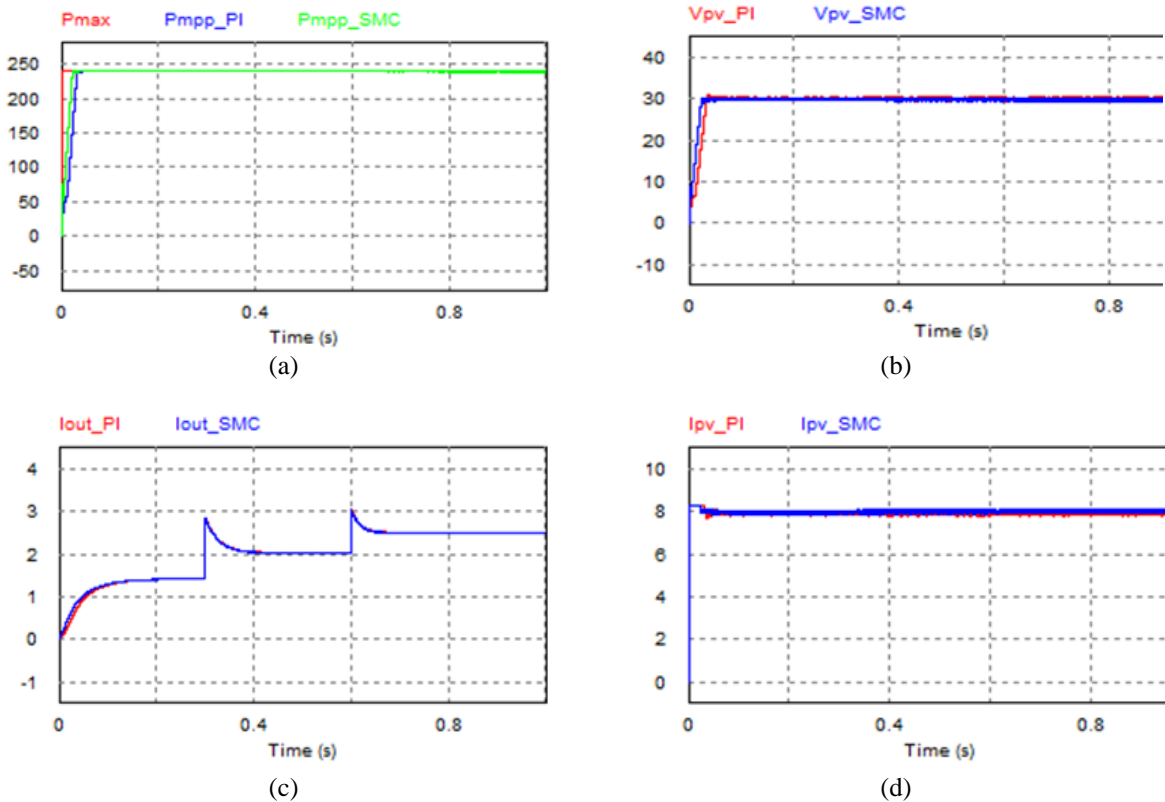 Pmax Pmpp_PI Pmpp_SMC
250
200
150
100
50
0
-50
0 0.4 0.8
Time (s)
(a)
Vpv_PI Vpv_SMC
40
30
20
10
0
-10
0 0.4 0.8
Time (s)
(b)
Iout_PI Iout_SMC
4
3
2
1
0
-1
0 0.4 0.8
Time (s)
(c)
Ipv_PI Ipv_SMC
10
8
6
4
2
0
0 0.4 0.8
Time (s)
(d)